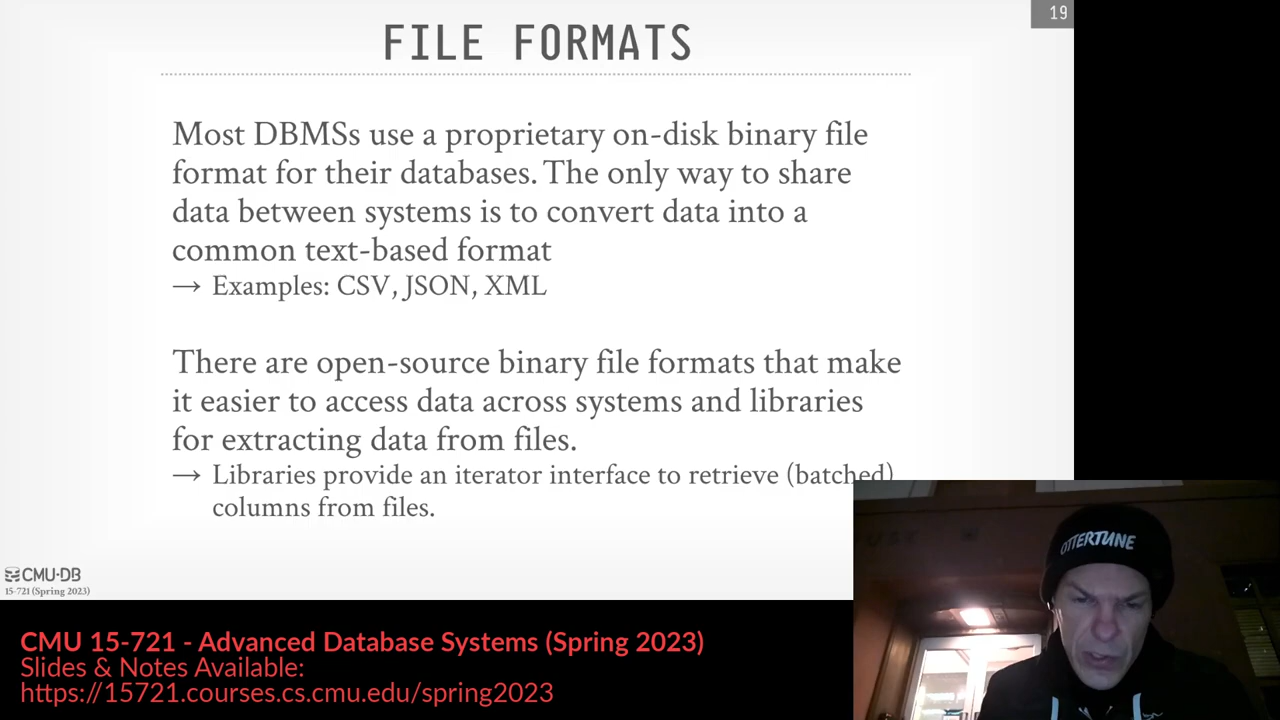 19
FILE FORMATS
Most DBMSs use a proprietary on-disk binary file
format for their databases. The only way to share
data between systems is to convert data into a
common text-based format
→ Examples: CSV, JSON, XML
There are open-source binary file formats that make
it easier to access data across systems and libraries
for extracting data from files.
→ Libraries provide an iterator interface to retrieve (batched)
columns from files.
CMU·DB
15-721 (Spring 2023)
OTTERTUNE
CMU 15-721 - Advanced Database Systems (Spring 2023)
Slides & Notes Available:
https://15721.courses.cs.cmu.edu/spring2023